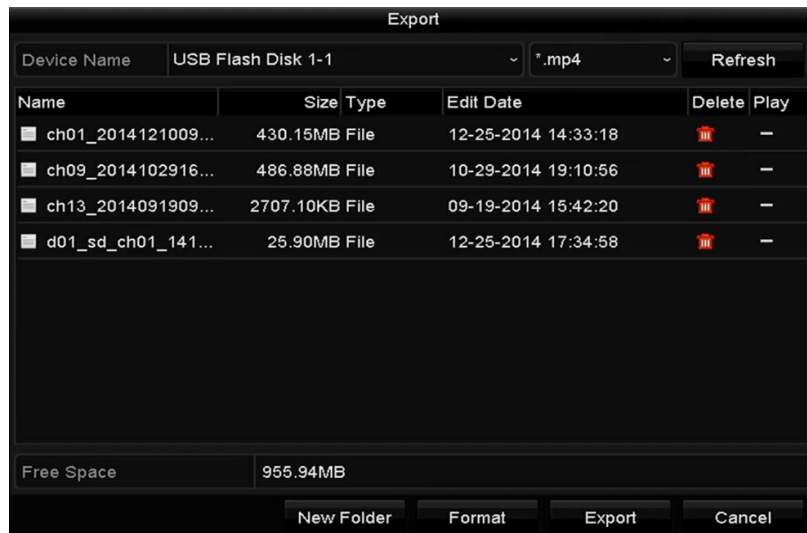 Export
Device Name USB Flash Disk 1-1 *.mp4 Refresh
Name Size Type Edit Date Delete Play
ch01_2014121009... 430.15MB File 12-25-2014 14:33:18
ch09_2014102916... 486.88MB File 10-29-2014 19:10:56
ch13_2014091909... 2707.10KB File 09-19-2014 15:42:20
d01_sd_ch01_141... 25.90MB File 12-25-2014 17:34:58
Free Space 955.94MB
New Folder Format Export Cancel